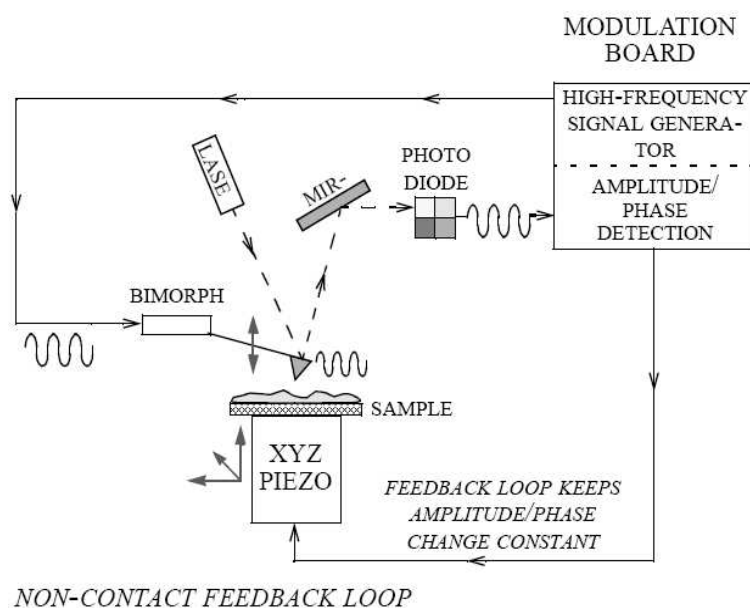 MODULATION
BOARD
HIGH-FREQUENCY
SIGNAL GENERA-
TOR
AMPLITUDE/
PHASE
DETECTION
LASE
MIR-
PHOTO
DIODE
BIMORPH
SAMPLE
XYZ
PIEZO
FEEDBACK LOOP KEEPS
AMPLITUDE/PHASE
CHANGE CONSTANT
NON-CONTACT FEEDBACK LOOP